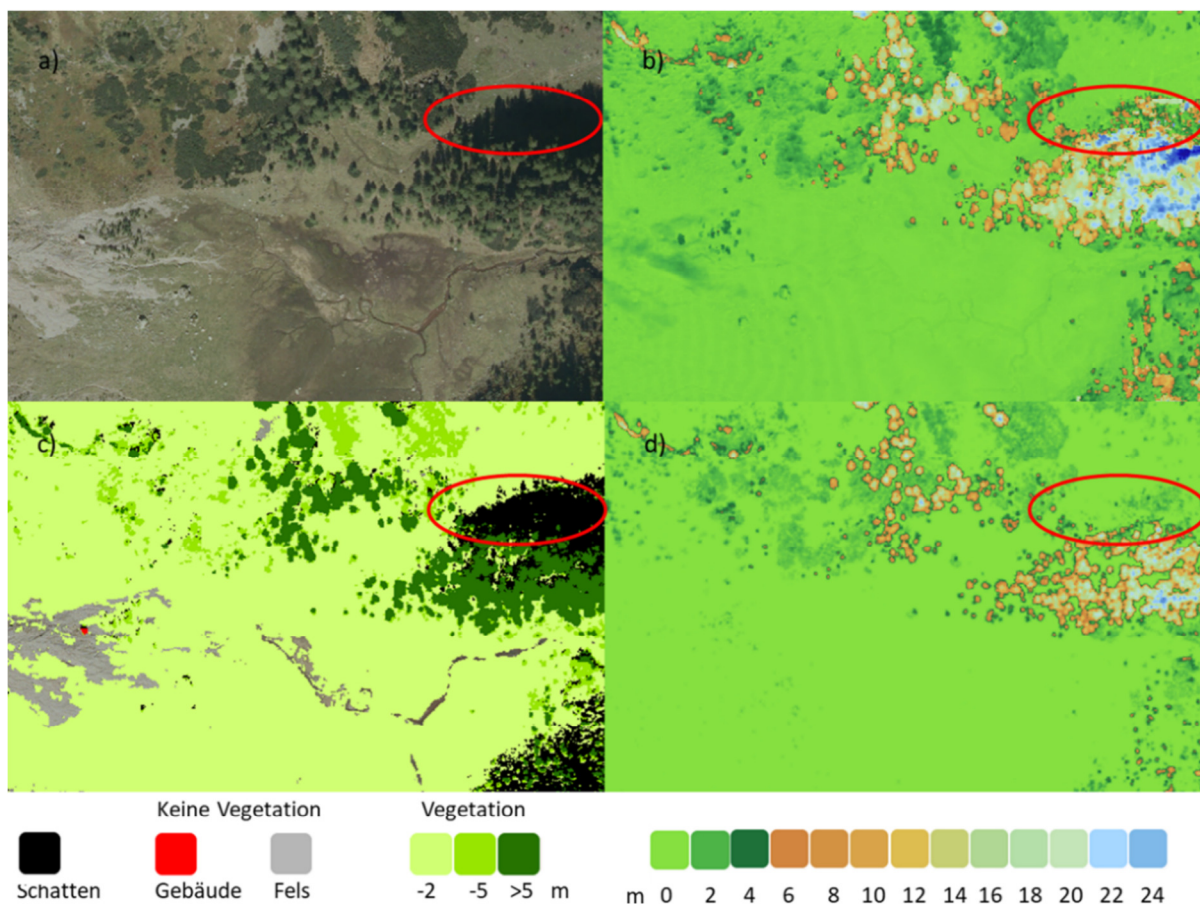 a)
b)
c)
d)
Keine Vegetation
Vegetation
Schatten
Gebäude
Fels
-2 -5 >5 m
m 0 2 4 6 8 10 12 14 16 18 20 22 24